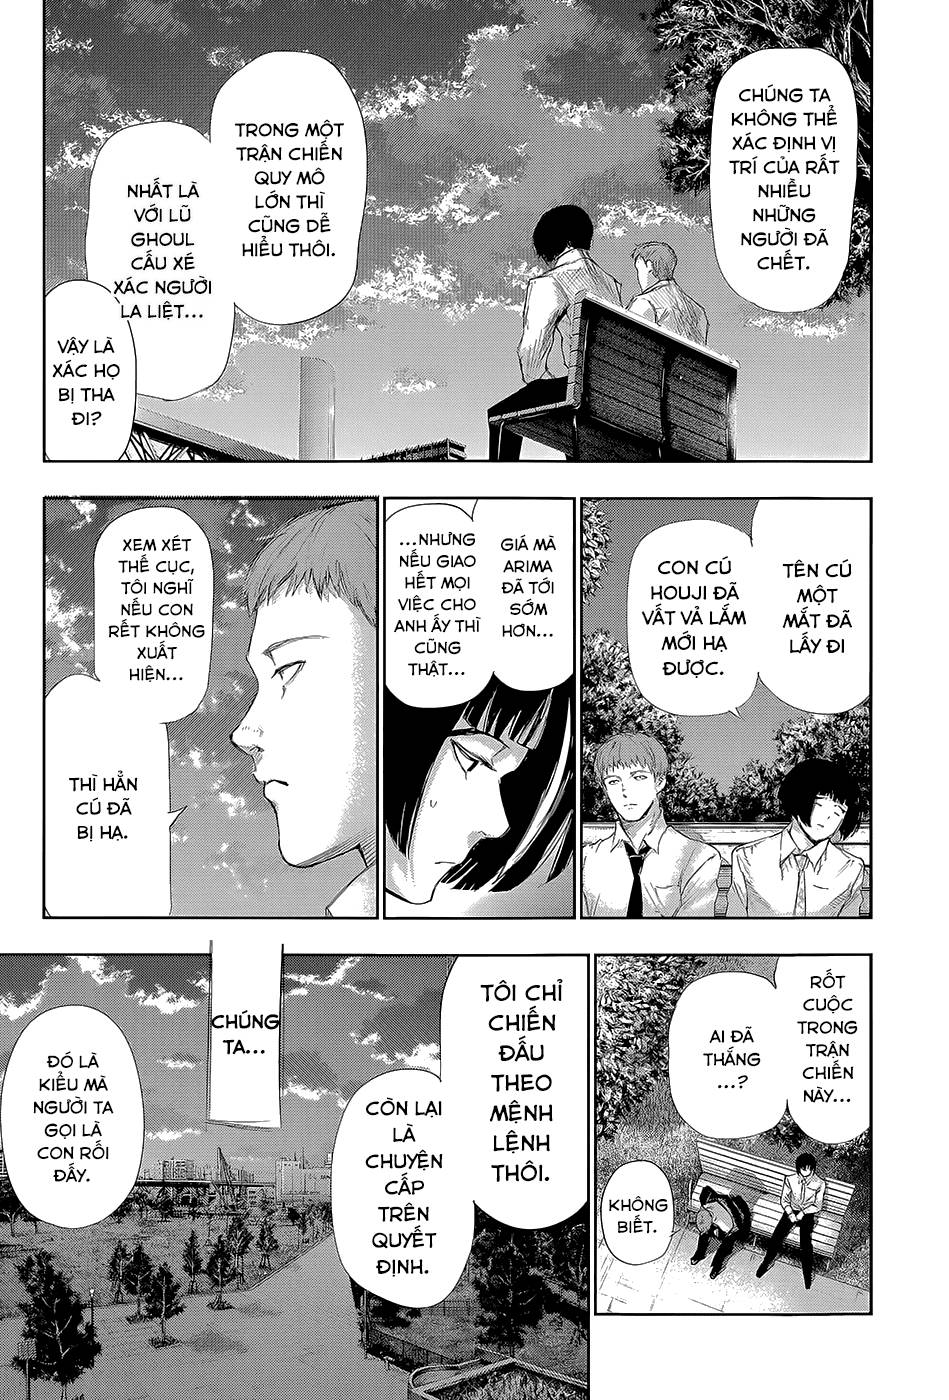 CHÚNG TA
KHÔNG THỂ
XÁC ĐỊNH VỊ
TRÍ CỦA RẤT
NHIỀU
NHỮNG
NGƯỜI ĐÃ
CHẾT.
TRONG MỘT
TRẬN CHIẾN
QUY MÔ
LỚN THÌ
CŨNG DỄ
HIỂU THÔI.
NHẤT LÀ
VỚI LŨ
GHOUL
CẤU XÉ
XÁC NGƯỜI
LA LIỆT...
VẬY LÀ
XÁC HỌ
BỊ THA
ĐI?
TÊN CÚ
MỘT
MẮT ĐÃ
LẤY ĐI
CON CÚ
HOUJI ĐÃ
VẤT VẢ LẮM
MỚI HẠ
ĐƯỢC.
GIÁ MÀ
ARIMA
ĐÃ TỚI
SỚM
HƠN...
...NHƯNG
NẾU GIAO
HẾT MỌI
VIỆC CHO
ANH ẤY THÌ
CŨNG
THẬT...
XEM XÉT
THẾ CỤC,
TÔI NGHĨ
NẾU CON
RẾT KHÔNG
XUẤT
HIỆN...
THÌ HẲN
CÚ ĐÃ
BỊ HẠ.
RỐT
CUỘC
TRONG
TRẬN
CHIẾN
NÀY...
AI ĐÃ
THẮNG
...?
KHÔNG
BIẾT.
TÔI CHỈ
CHIẾN
ĐẤU
THEO
MỆNH
LỆNH
THÔI.
CÒN LẠI
LÀ
CHUYỆN
CẤP
TRÊN
QUYẾT
ĐỊNH.
CHÚNG
TA...
ĐÓ LÀ
KIỂU MÀ
NGƯỜI TA
GỌI LÀ
CON RỐI
ĐẤY.